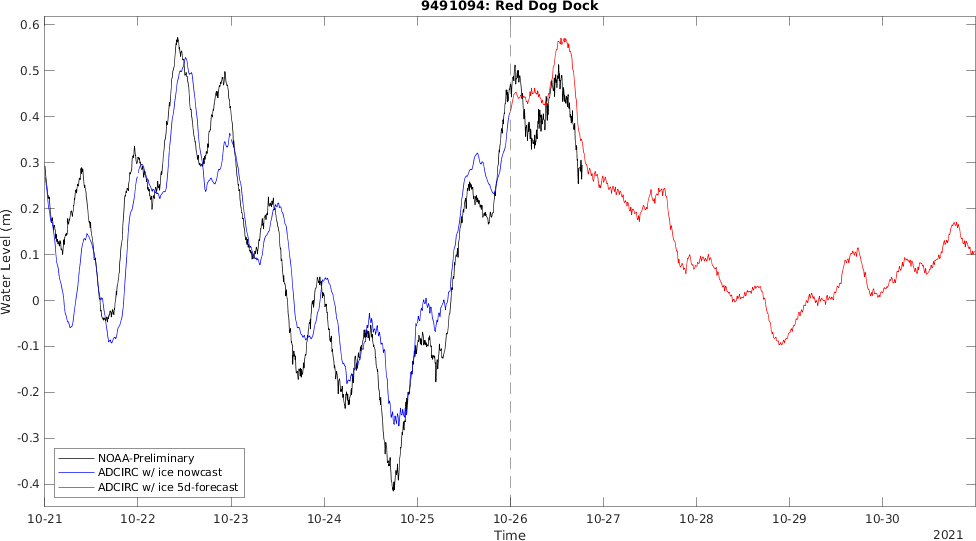 9491094: Red Dog Dock
0.6
0.5
0.4
0.3
0.2
0.1
0
-0.1
-0.2
-0.3
-0.4
Water Level (m)
NOAA-Preliminary
ADCIRC w/ ice nowcast
ADCIRC w/ ice 5d-forecast
10-21 10-22 10-23 10-24 10-25 10-26 10-27 10-28 10-29 10-30
Time
2021